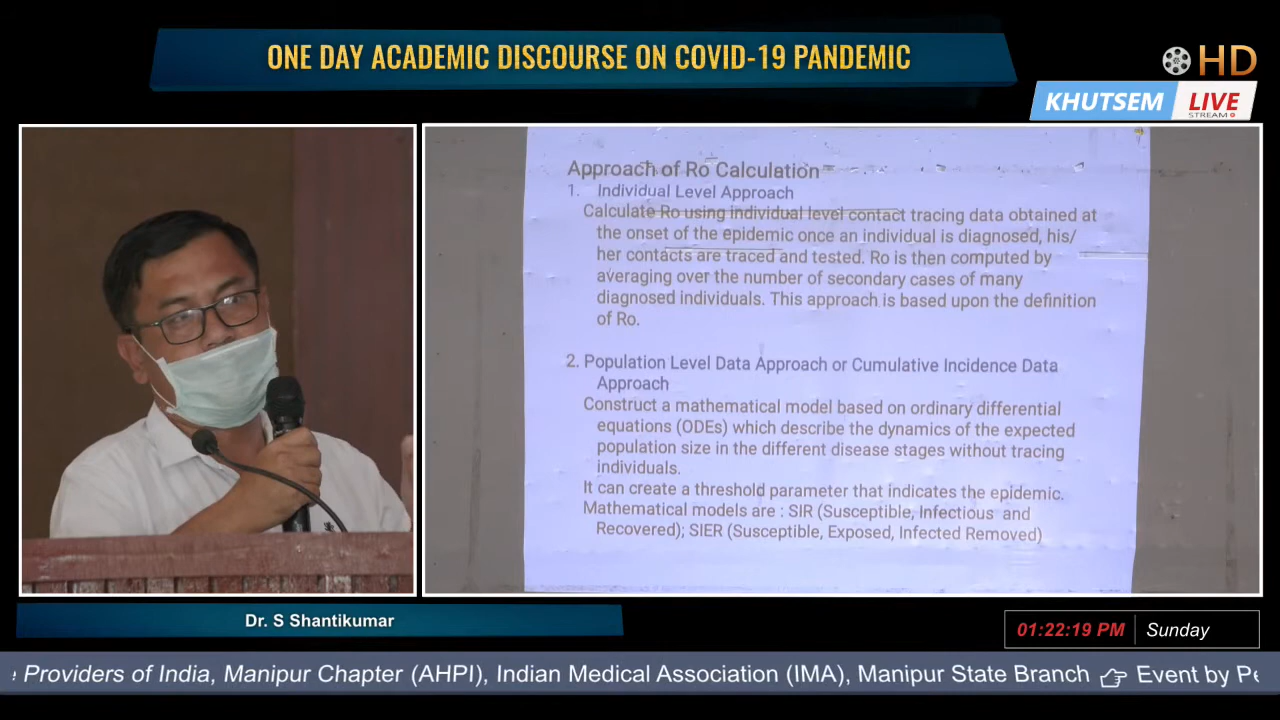 ONE DAY ACADEMIC DISCOURSE ON COVID-19 PANDEMIC
HD
KHUTSEM LIVE
STREAM
Approach of Ro Calculation
1. Individual Level Approach
Calculate Ro using individual level contact tracing data obtained at
the onset of the epidemic once an individual is diagnosed, his/
her contacts are traced and tested. Ro is then computed by
averaging over the number of secondary cases of many
diagnosed individuals. This approach is based upon the definition
of Ro.
2. Population Level Data Approach or Cumulative Incidence Data
Approach
Construct a mathematical model based on ordinary differential
equations (ODEs) which describe the dynamics of the expected
population size in the different disease stages without tracing
individuals.
It can create a threshold parameter that indicates the epidemic.
Mathematical models are : SIR (Susceptible, Infectious and
Recovered); SIER (Susceptible, Exposed, Infected Removed)
Dr. S Shantikumar
01:22:19 PM Sunday
Providers of India, Manipur Chapter (AHPI), Indian Medical Association (IMA), Manipur State Branch 👉 Event by